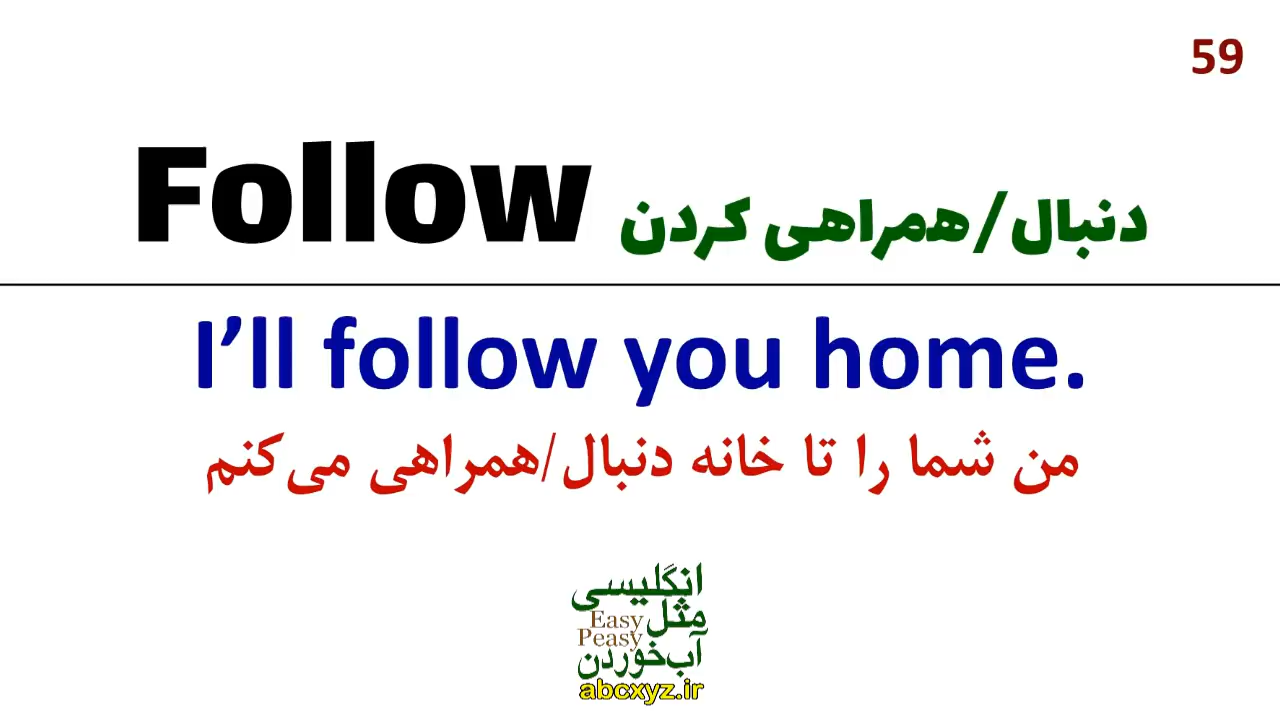 59
Follow دنبال/همراهی کردن
I’ll follow you home.
من شما را تا خانه دنبال/همراهی می‌کنم
انگلیسی
مثل Easy
Peasy
آب‌خوردن
abcxyz.ir